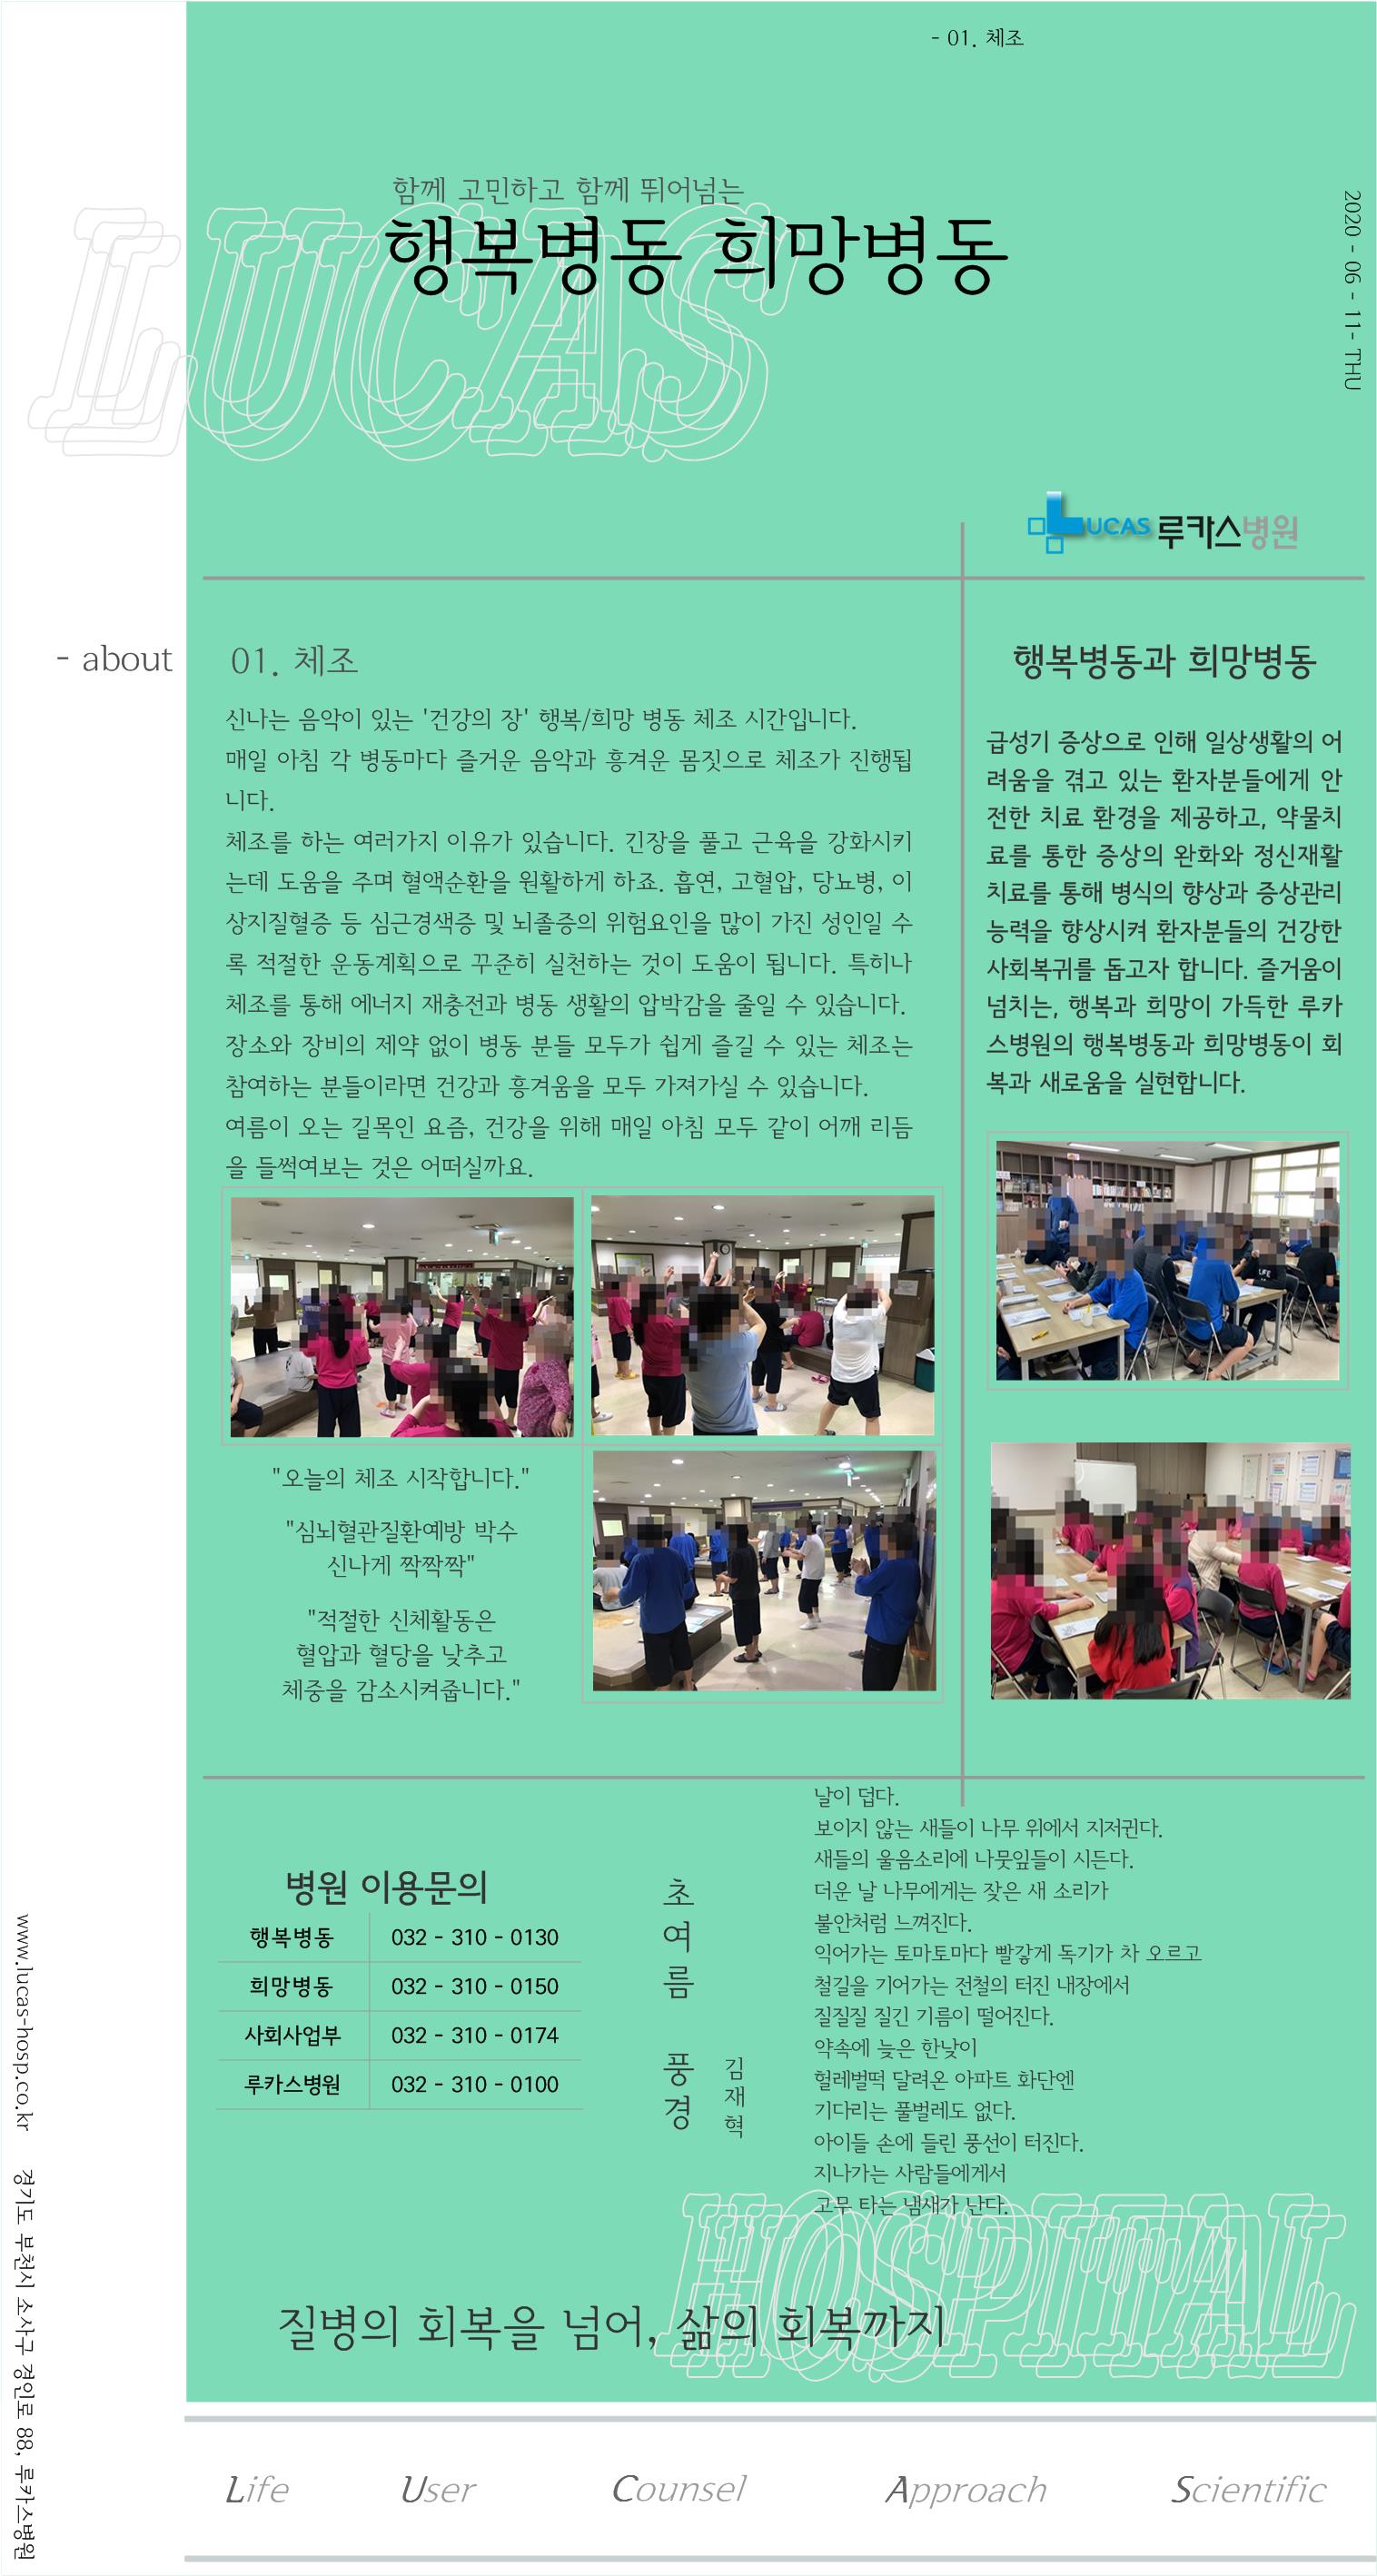 - 01. 체조
함께 고민하고 함께 뛰어넘는
행복병동 희망병동
LUCAS
2020 - 06 - 11- THU
LUCAS 루카스병원
- about
01. 체조
신나는 음악이 있는 '건강의 장' 행복/희망 병동 체조 시간입니다.
매일 아침 각 병동마다 즐거운 음악과 흥겨운 몸짓으로 체조가 진행됩
니다.
체조를 하는 여러가지 이유가 있습니다. 긴장을 풀고 근육을 강화시키
는데 도움을 주며 혈액순환을 원활하게 하죠. 흡연, 고혈압, 당뇨병, 이
상지질혈증 등 심근경색증 및 뇌졸증의 위험요인을 많이 가진 성인일 수
록 적절한 운동계획으로 꾸준히 실천하는 것이 도움이 됩니다. 특히나
체조를 통해 에너지 재충전과 병동 생활의 압박감을 줄일 수 있습니다.
장소와 장비의 제약 없이 병동 분들 모두가 쉽게 즐길 수 있는 체조는
참여하는 분들이라면 건강과 흥겨움을 모두 가져가실 수 있습니다.
여름이 오는 길목인 요즘, 건강을 위해 매일 아침 모두 같이 어깨 리듬
을 들썩여보는 것은 어떠실까요.
행복병동과 희망병동
급성기 증상으로 인해 일상생활의 어
려움을 겪고 있는 환자분들에게 안
전한 치료 환경을 제공하고, 약물치
료를 통한 증상의 완화와 정신재활
치료를 통해 병식의 향상과 증상관리
능력을 향상시켜 환자분들의 건강한
사회복귀를 돕고자 합니다. 즐거움이
넘치는, 행복과 희망이 가득한 루카
스병원의 행복병동과 희망병동이 회
복과 새로움을 실현합니다.
"오늘의 체조 시작합니다."
"심뇌혈관질환예방 박수
신나게 짝짝짝"
"적절한 신체활동은
혈압과 혈당을 낮추고
체중을 감소시켜줍니다."
병원 이용문의
행복병동 032 - 310 - 0130
희망병동 032 - 310 - 0150
사회사업부 032 - 310 - 0174
루카스병원 032 - 310 - 0100
초여름 풍경
김재혁
날이 덥다.
보이지 않는 새들이 나무 위에서 지저귄다.
새들의 울음소리에 나뭇잎들이 시든다.
더운 날 나무에게는 잦은 새 소리가
불안처럼 느껴진다.
익어가는 토마토마다 빨갛게 독기가 차 오르고
철길을 기어가는 전철의 터진 내장에서
질질질 질긴 기름이 떨어진다.
약속에 늦은 한낮이
헐레벌떡 달려온 아파트 화단엔
기다리는 풀벌레도 없다.
아이들 손에 들린 풍선이 터진다.
지나가는 사람들에게서
고무 타는 냄새가 난다.
HOSPITAL
질병의 회복을 넘어, 삶의 회복까지
www.lucas-hosp.co.kr 경기도 부천시 소사구 경인로 88, 루카스병원
Life User Counsel Approach Scientific